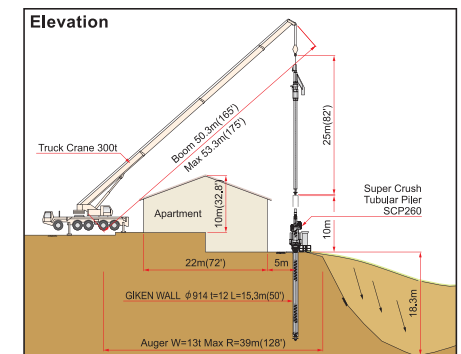 Elevation
Boom 50.3m(165')
Max 53.3m(175')
25m(82')
Truck Crane 300t
Super Crush
Tubular Piler
SCP260
10m(32.8')
Apartment
10m
22m(72')
5m
GIKEN WALL ϕ914 t=12 L=15,3m(50')
18.3m
Auger W=13t Max R=39m(128')